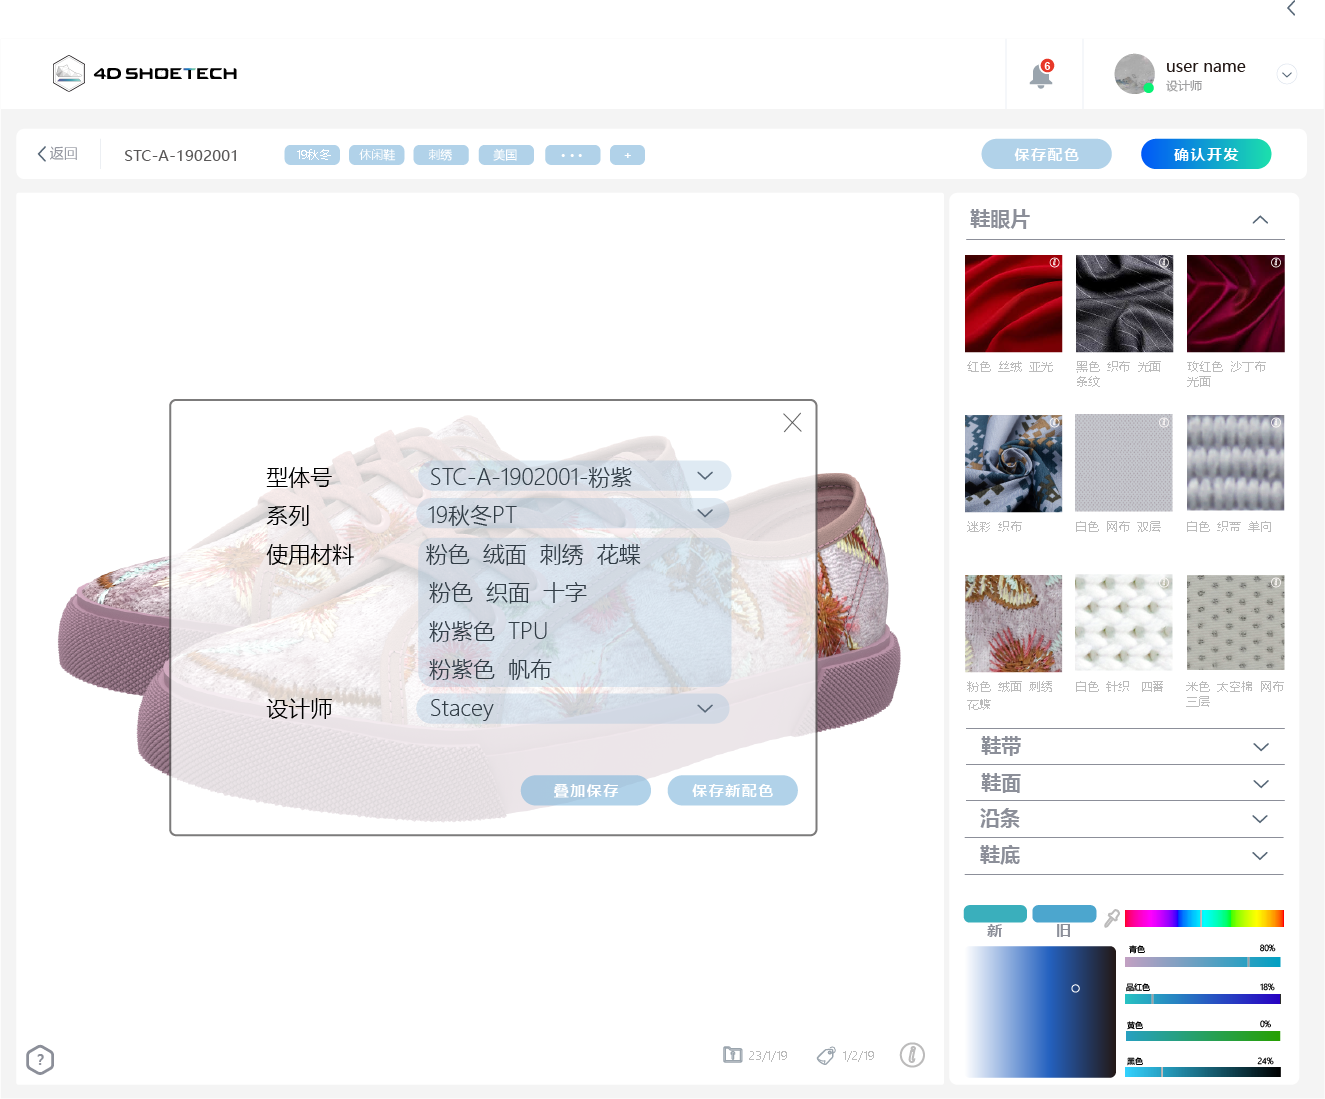 4D SHOETECH
6
user name
设计师
返回
STC-A-1902001
19秋冬
休闲鞋
刺绣
美国
•••
+
保存配色
确认开发
型体号
STC-A-1902001-粉紫
系列
19秋冬PT
使用材料
粉色 绒面 刺绣 花蝶
粉色 织面 十字
粉紫色 TPU
粉紫色 帆布
设计师
Stacey
叠加保存
保存新配色
?
23/1/19
1/2/19
鞋眼片
红色 丝绒 亚光
黑色 织布 光面
条纹
玫红色 沙丁布
光面
迷彩 织布
白色 网布 双层
白色 织带 单向
粉色 绒面 刺绣
花蝶
白色 针织 四番
米色 太空棉 网布
三层
鞋带
鞋面
沿条
鞋底
新
旧
青色
80%
品红色
18%
黄色
0%
黑色
24%